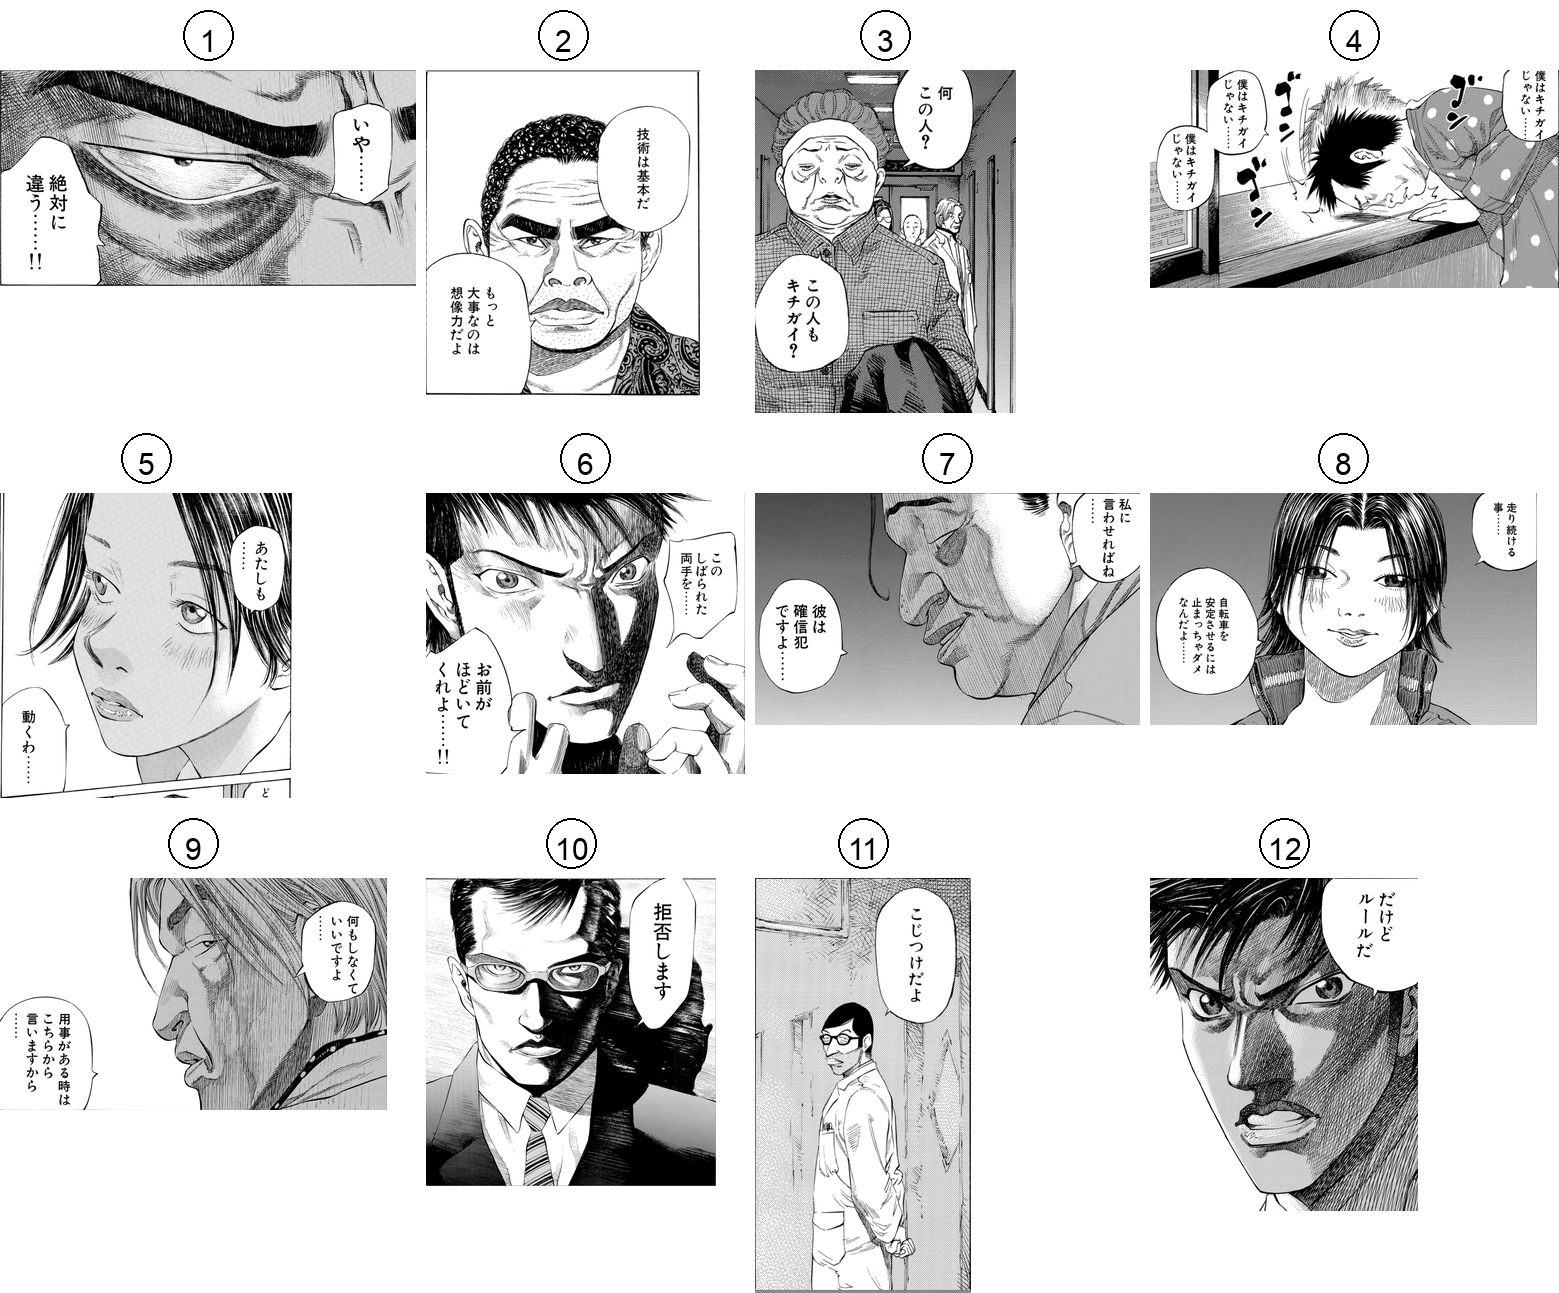 1
いや……
絶対に
違う……!!
2
技術は基本だ
もっと
大事なのは
想像力だよ
3
何
この人？
この人も
キチガイ？
4
僕はキチガイ
じゃない……
僕はキチガイ
じゃない……
僕はキチガイ
じゃない……
ゴン
ゴン
ゴン
5
あたしも
……
動くわ……
ど
6
この
しばられた
両手を……
お前が
ほどいて
くれよ……!!
7
私に
言わせればね
……
彼は
確信犯
ですよ……
8
走り続ける
事……
自転車を
安定させるには
止まっちゃダメ
なんだよ……
9
何もしなくて
いいですよ
……
用事がある時は
こちらから
言いますから
……
10
拒否します
11
こじつけだよ
12
だけど
ルールだ